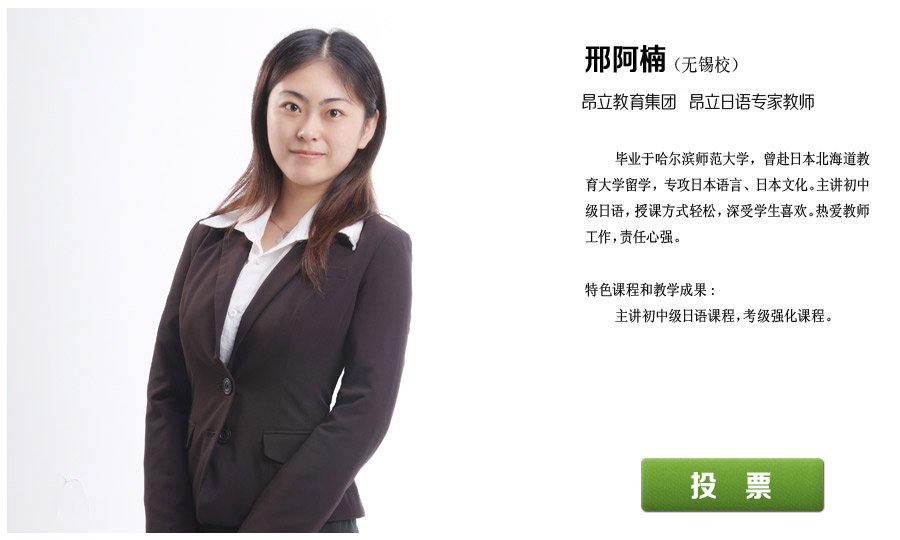 邢阿楠（无锡校）
昂立教育集团 昂立日语专家教师
毕业于哈尔滨师范大学，曾赴日本北海道教
育大学留学，专攻日本语言、日本文化。主讲初中
级日语，授课方式轻松，深受学生喜欢。热爱教师
工作，责任心强。
特色课程和教学成果：
主讲初中级日语课程，考级强化课程。
投 票